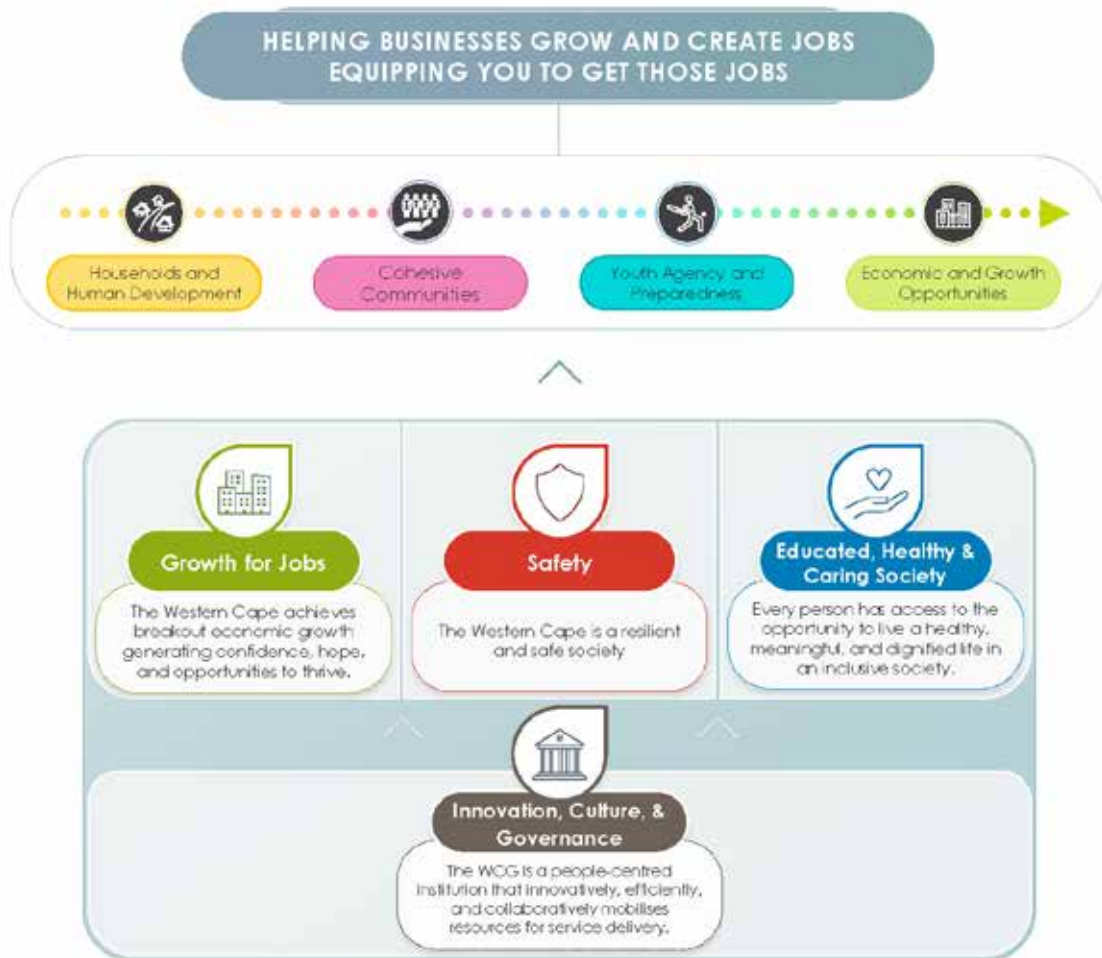 HELPING BUSINESSES GROW AND CREATE JOBS
EQUIPPING YOU TO GET THOSE JOBS
Households and
Human Development
Cohesive
Communities
Youth Agency and
Preparedness
Economic and Growth
Opportunities
Growth for Jobs
The Western Cape achieves
breakout economic growth
generating confidence, hope,
and opportunities to thrive.
Safety
The Western Cape is a resilient
and safe society
Educated, Healthy &
Caring Society
Every person has access to the
opportunity to live a healthy,
meaningful, and dignified life in
an inclusive society.
Innovation, Culture, &
Governance
The WCG is a people-centred
institution that innovatively, efficiently,
and collaboratively mobilises
resources for service delivery.